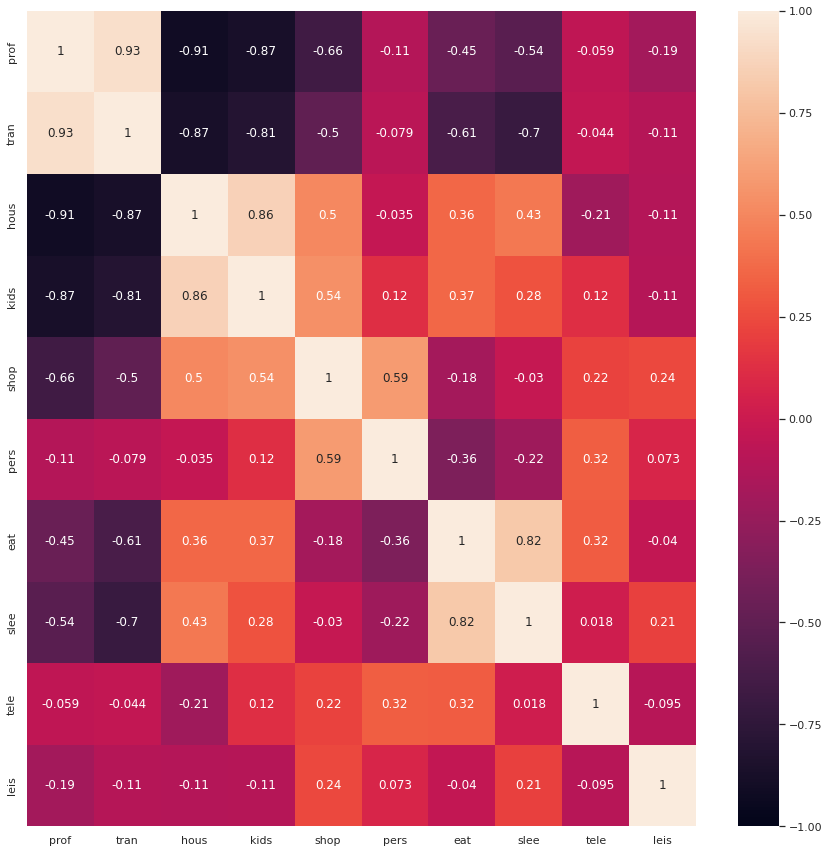 prof 1 0.93 -0.91 -0.87 -0.66 -0.11 -0.45 -0.54 -0.059 -0.19
tran 0.93 1 -0.87 -0.81 -0.5 -0.079 -0.61 -0.7 -0.044 -0.11
hous -0.91 -0.87 1 0.86 0.5 -0.035 0.36 0.43 -0.21 -0.11
kids -0.87 -0.81 0.86 1 0.54 0.12 0.37 0.28 0.12 -0.11
shop -0.66 -0.5 0.5 0.54 1 0.59 -0.18 -0.03 0.22 0.24
pers -0.11 -0.079 -0.035 0.12 0.59 1 -0.36 -0.22 0.32 0.073
eat -0.45 -0.61 0.36 0.37 -0.18 -0.36 1 0.82 0.32 -0.04
slee -0.54 -0.7 0.43 0.28 -0.03 -0.22 0.82 1 0.018 0.21
tele -0.059 -0.044 -0.21 0.12 0.22 0.32 0.32 0.018 1 -0.095
leis -0.19 -0.11 -0.11 -0.11 0.24 0.073 -0.04 0.21 -0.095 1
prof tran hous kids shop pers eat slee tele leis
1.00
0.75
0.50
0.25
0.00
−0.25
−0.50
−0.75
−1.00